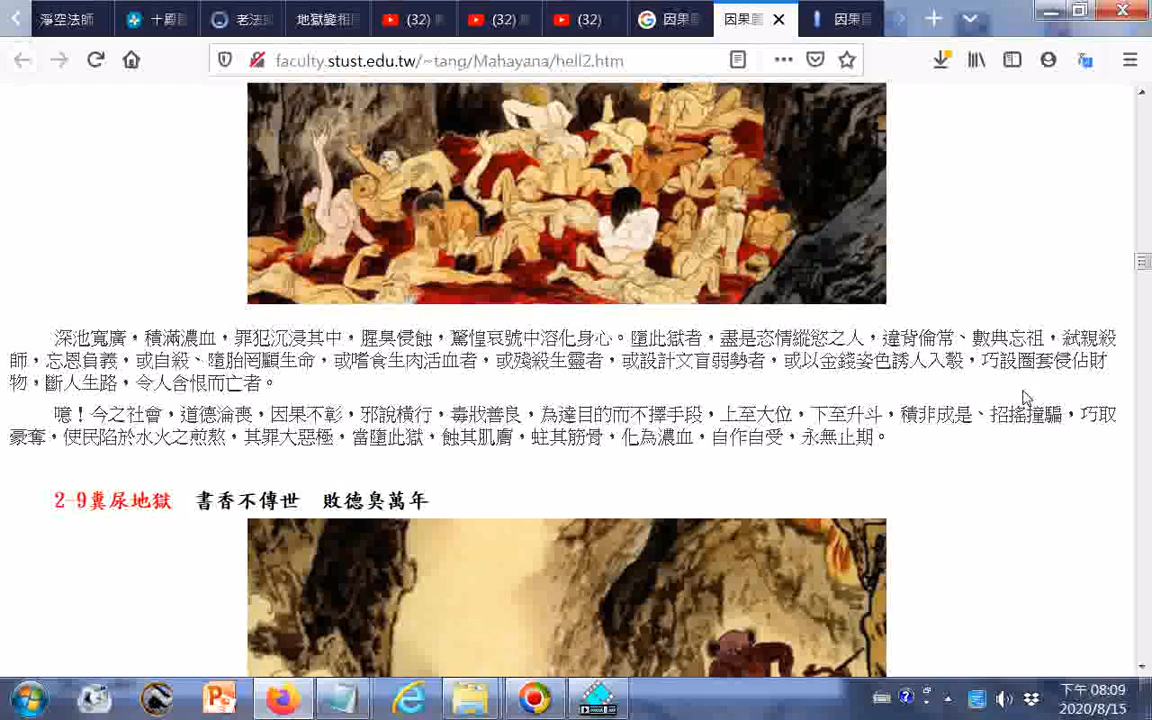 淨空法師
十殿
老法師
地獄變相圖
(32)
(32)
(32)
因果圖
因果圖
因果圖
faculty.stust.edu.tw/~tang/Mahayana/hell2.htm
深池寬廣，積滿濃血，罪犯沉浸其中，腥臭侵蝕，驚惶哀號中溶化身心。墮此獄者，盡是恣情縱慾之人，違背倫常、數典忘祖，弒親殺
師，忘恩負義，或自殺、墮胎罔顧生命，或嗜食生肉活血者，或殘殺生靈者，或設計文盲弱勢者，或以金錢姿色誘人入彀，巧設圈套侵佔財
物，斷人生路，令人含恨而亡者。
噫！今之社會，道德淪喪，因果不彰，邪說橫行，毒戕善良，為達目的而不擇手段，上至大位，下至升斗，積非成是、招搖撞騙，巧取
豪奪，使民陷於水火之煎熬，其罪大惡極，當墮此獄，蝕其肌膚，蛀其筋骨，化為濃血，自作自受，永無止期。
2-9糞尿地獄　書香不傳世　敗德臭萬年
下午 08:09
2020/8/15